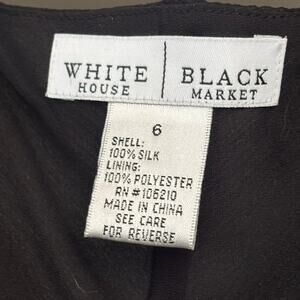 WHITE | BLACK
HOUSE | MARKET
6
SHELL:
100% SILK
LINING:
100% POLYESTER
RN #106210
MADE IN CHINA
SEE CARE
FOR REVERSE